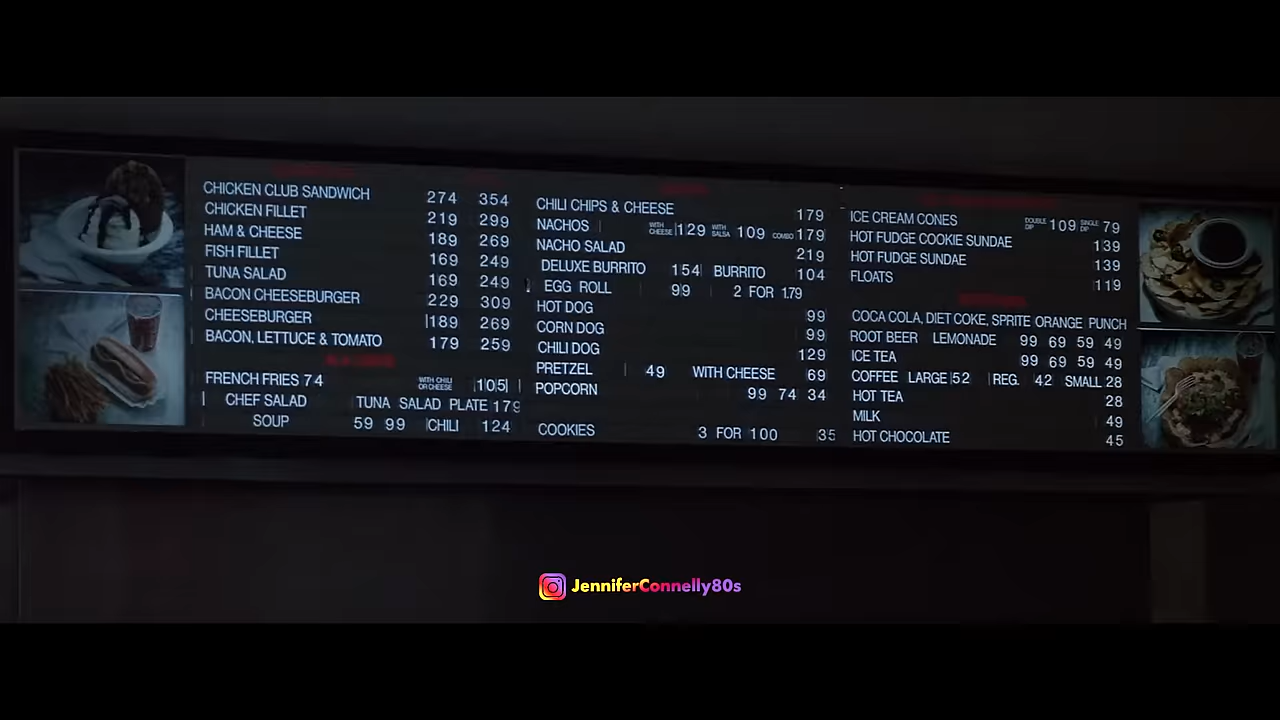 CHICKEN CLUB SANDWICH 274 354
CHICKEN FILLET 219 299
HAM & CHEESE 189 269
FISH FILLET 169 249
TUNA SALAD 169 249
BACON CHEESEBURGER 229 309
CHEESEBURGER 189 269
BACON, LETTUCE & TOMATO 179 259
FRENCH FRIES 74 WITH CHILI OR CHEESE 105
CHEF SALAD TUNA SALAD PLATE 179
SOUP 59 99 CHILI 124
CHILI CHIPS & CHEESE 179
NACHOS WITH CHEESE 129 WITH SALSA 109 COMBO 179
NACHO SALAD 219
DELUXE BURRITO 154 BURRITO 104
EGG ROLL 99 2 FOR 179
HOT DOG 99
CORN DOG 99
CHILI DOG 129
PRETZEL 49 WITH CHEESE 69
POPCORN 99 74 34
COOKIES 3 FOR 100 35
ICE CREAM CONES DOUBLE DIP 109 SINGLE DIP 79
HOT FUDGE COOKIE SUNDAE 139
HOT FUDGE SUNDAE 139
FLOATS 119
COCA COLA, DIET COKE, SPRITE ORANGE PUNCH
ROOT BEER LEMONADE 99 69 59 49
ICE TEA 99 69 59 49
COFFEE LARGE 52 REG. 42 SMALL 28
HOT TEA 28
MILK 49
HOT CHOCOLATE 45
JenniferConnelly80s